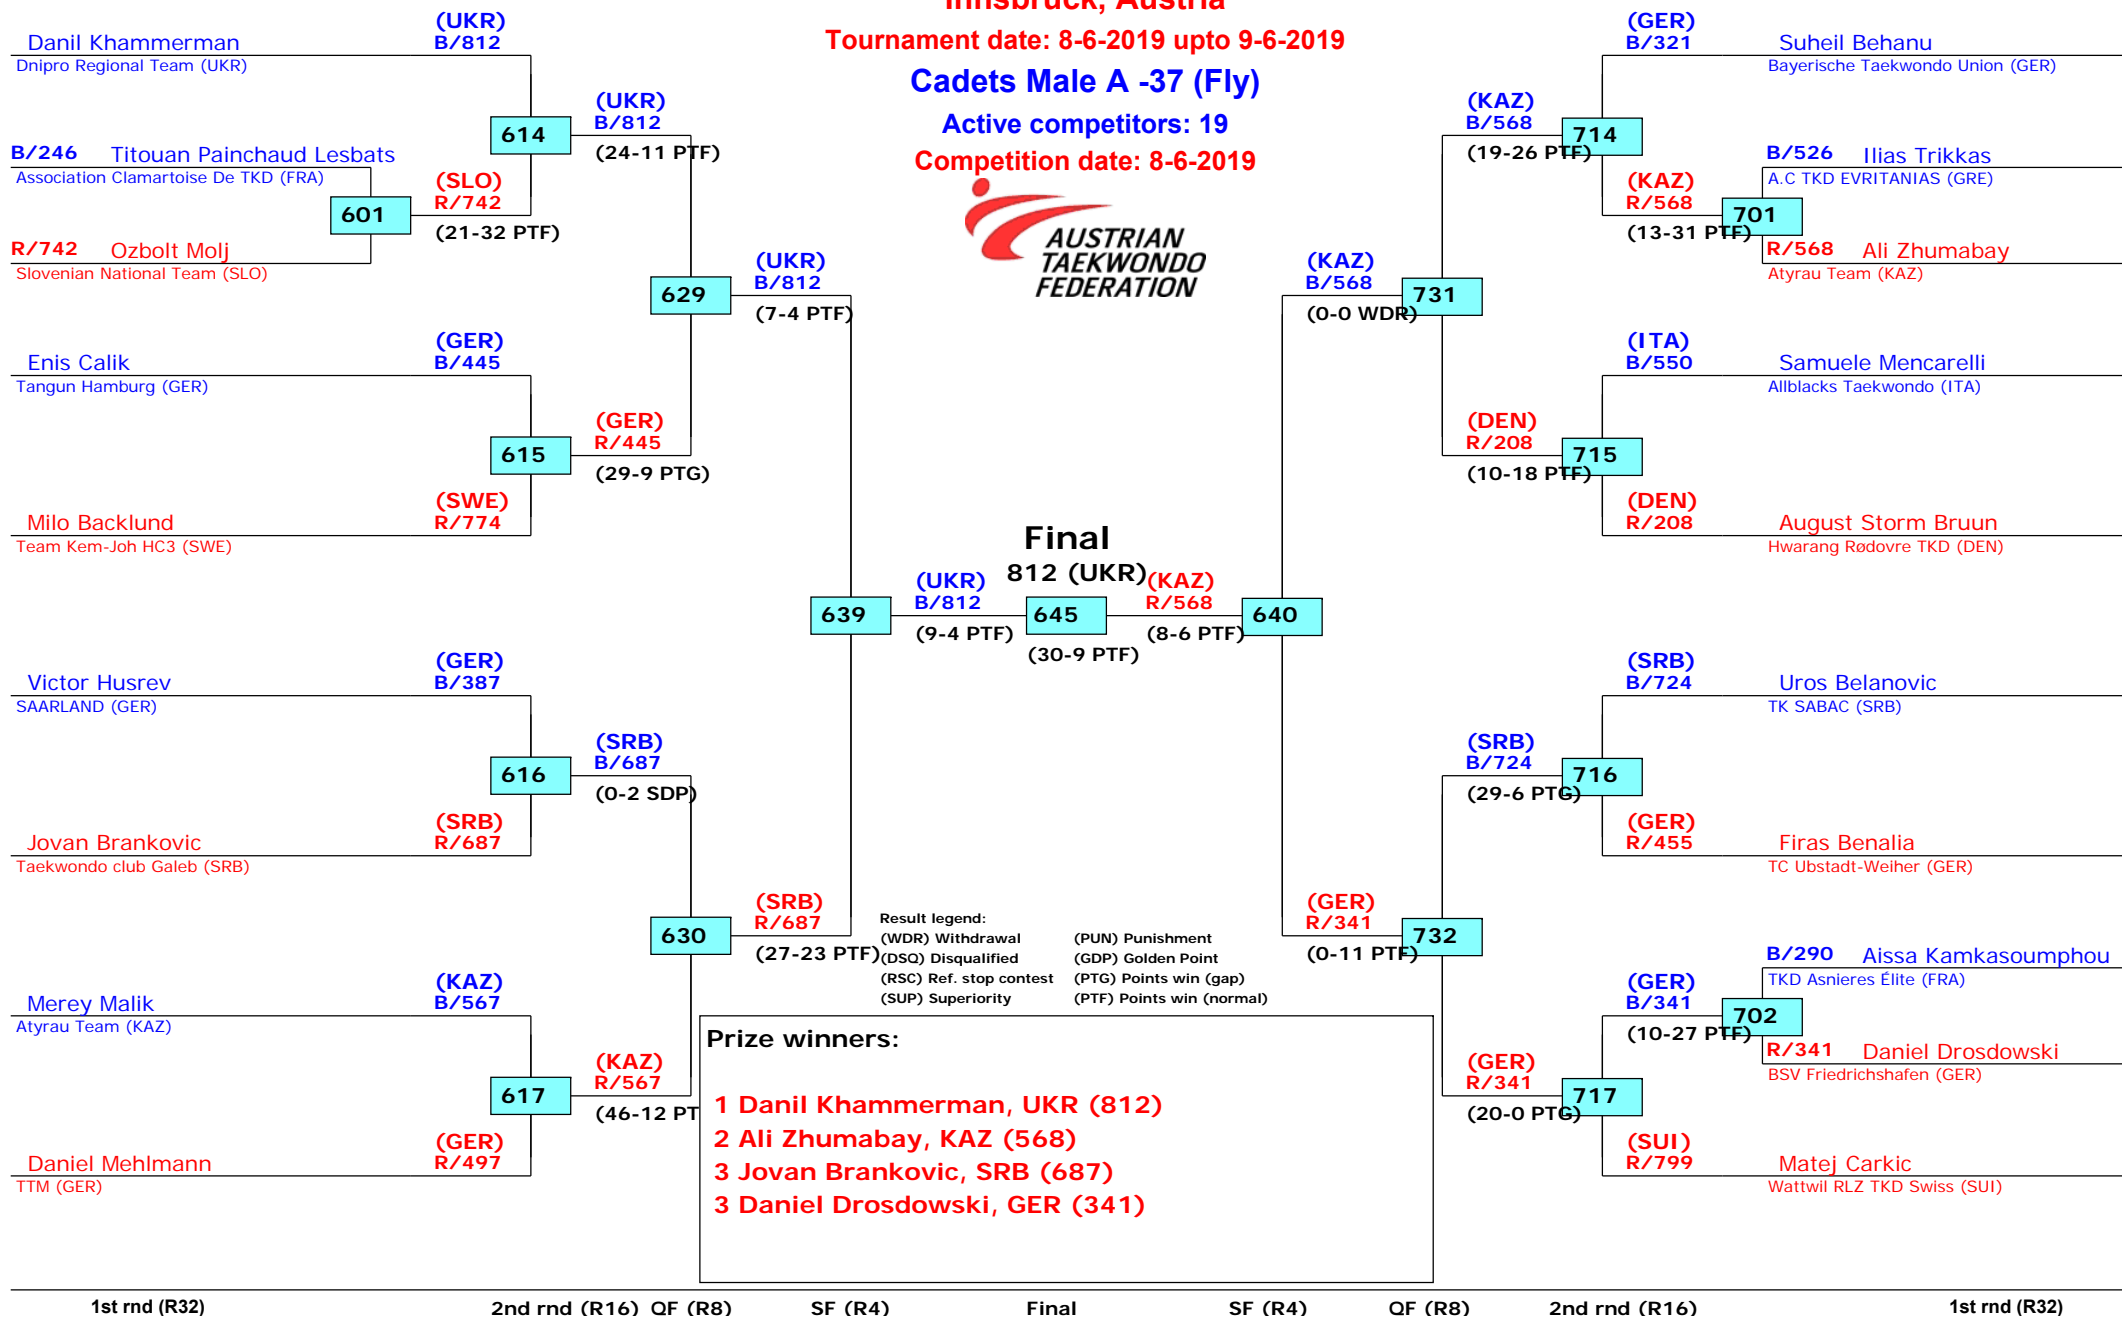 Innsbruck, Austria
Tournament date: 8-6-2019 upto 9-6-2019
Cadets Male A -37 (Fly)
Active competitors: 19
Competition date: 8-6-2019
AUSTRIAN
TAEKWONDO
FEDERATION
Danil Khammerman
Dnipro Regional Team (UKR)
(UKR)
B/812
B/246 Titouan Painchaud Lesbats
Association Clamartoise De TKD (FRA)
601
R/742 Ozbolt Molj
Slovenian National Team (SLO)
(SLO)
R/742
(21-32 PTF)
614
(UKR)
B/812
(24-11 PTF)
Enis Calik
Tangun Hamburg (GER)
(GER)
B/445
615
(GER)
R/445
(29-9 PTG)
Milo Backlund
Team Kem-Joh HC3 (SWE)
(SWE)
R/774
629
(UKR)
B/812
(7-4 PTF)
Victor Husrev
SAARLAND (GER)
(GER)
B/387
616
(SRB)
B/687
(0-2 SDP)
Jovan Brankovic
Taekwondo club Galeb (SRB)
(SRB)
R/687
630
(SRB)
R/687
(27-23 PTF)
Merey Malik
Atyrau Team (KAZ)
(KAZ)
B/567
617
(KAZ)
R/567
(46-12 PT
Daniel Mehlmann
TTM (GER)
(GER)
R/497
639
(UKR)
B/812
(9-4 PTF)
Final
812 (UKR)
645
(30-9 PTF)
(KAZ)
R/568
(8-6 PTF)
640
(KAZ)
B/568
(0-0 WDR)
731
(KAZ)
B/568
(19-26 PTF)
714
(GER)
B/321
Suheil Behanu
Bayerische Taekwondo Union (GER)
(KAZ)
R/568
(13-31 PTF)
701
B/526 Ilias Trikkas
A.C TKD EVRITANIAS (GRE)
R/568 Ali Zhumabay
Atyrau Team (KAZ)
(DEN)
R/208
(10-18 PTF)
715
(ITA)
B/550
Samuele Mencarelli
Allblacks Taekwondo (ITA)
(DEN)
R/208
August Storm Bruun
Hwarang Rødovre TKD (DEN)
(SRB)
B/724
(29-6 PTG)
716
(SRB)
B/724
Uros Belanovic
TK SABAC (SRB)
(GER)
R/455
Firas Benalia
TC Ubstadt-Weiher (GER)
(GER)
R/341
(0-11 PTF)
732
(GER)
R/341
(20-0 PTG)
717
(GER)
B/341
(10-27 PTF)
702
B/290 Aissa Kamkasoumphou
TKD Asnieres Élite (FRA)
R/341 Daniel Drosdowski
BSV Friedrichshafen (GER)
(SUI)
R/799
Matej Carkic
Wattwil RLZ TKD Swiss (SUI)
Result legend:
(WDR) Withdrawal (PUN) Punishment
(DSQ) Disqualified (GDP) Golden Point
(RSC) Ref. stop contest (PTG) Points win (gap)
(SUP) Superiority (PTF) Points win (normal)
Prize winners:
1 Danil Khammerman, UKR (812)
2 Ali Zhumabay, KAZ (568)
3 Jovan Brankovic, SRB (687)
3 Daniel Drosdowski, GER (341)
1st rnd (R32) 2nd rnd (R16) QF (R8) SF (R4) Final SF (R4) QF (R8) 2nd rnd (R16) 1st rnd (R32)